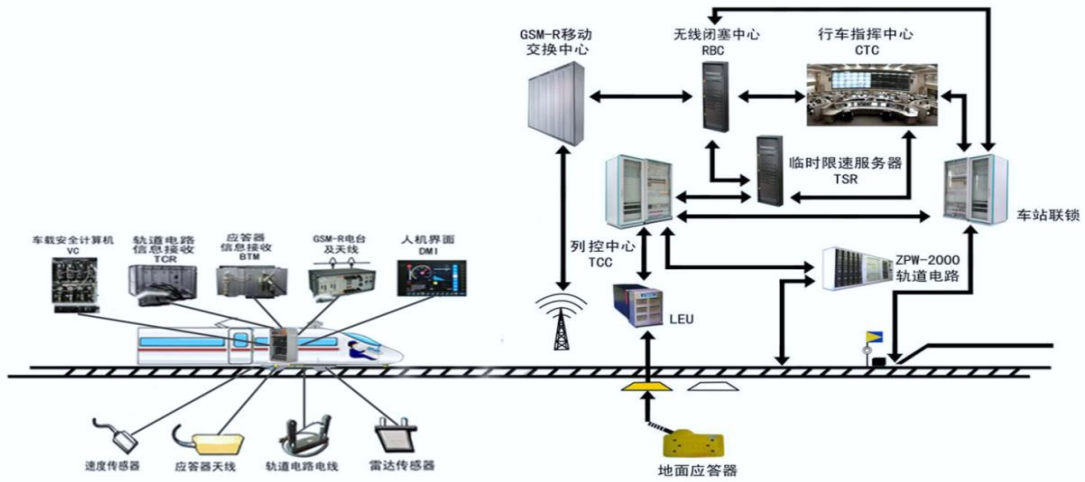 GSM-R移动
交换中心
无线闭塞中心
RBC
行车指挥中心
CTC
临时限速服务器
TSR
车站联锁
列控中心
TCC
ZPW-2000
轨道电路
LEU
车载安全计算机
VC
轨道电路
信息接收
TCR
应答器
信息接收
BTM
GSM-R电台
及天线
人机界面
DMI
速度传感器
应答器天线
轨道电路电线
雷达传感器
地面应答器